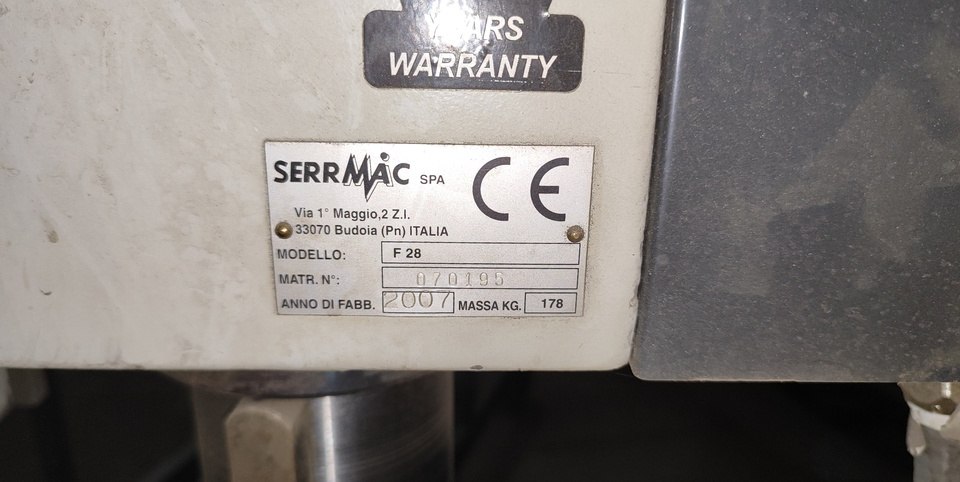 YEARS
WARRANTY
SERRMAC SPA
CE
Via 1° Maggio,2 Z.I.
33070 Budoia (Pn) ITALIA
MODELLO: F 28
MATR. N°: 070195
ANNO DI FABB. 2007 MASSA KG. 178